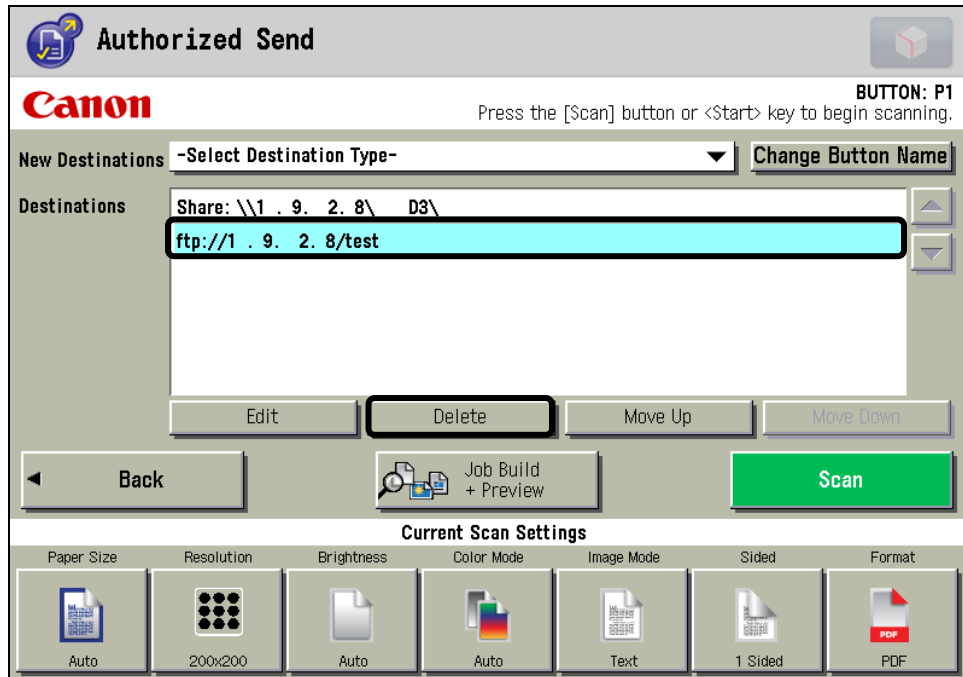 Authorized Send
Canon
BUTTON: P1
Press the [Scan] button or <Start> key to begin scanning.
New Destinations -Select Destination Type- Change Button Name
Destinations Share: \\1 . 9. 2. 8\ D3\
ftp://1 . 9. 2. 8/test
Edit Delete Move Up Move Down
Back Job Build + Preview Scan
Current Scan Settings
Paper Size Resolution Brightness Color Mode Image Mode Sided Format
PDF
Auto 200x200 Auto Auto Text 1 Sided PDF